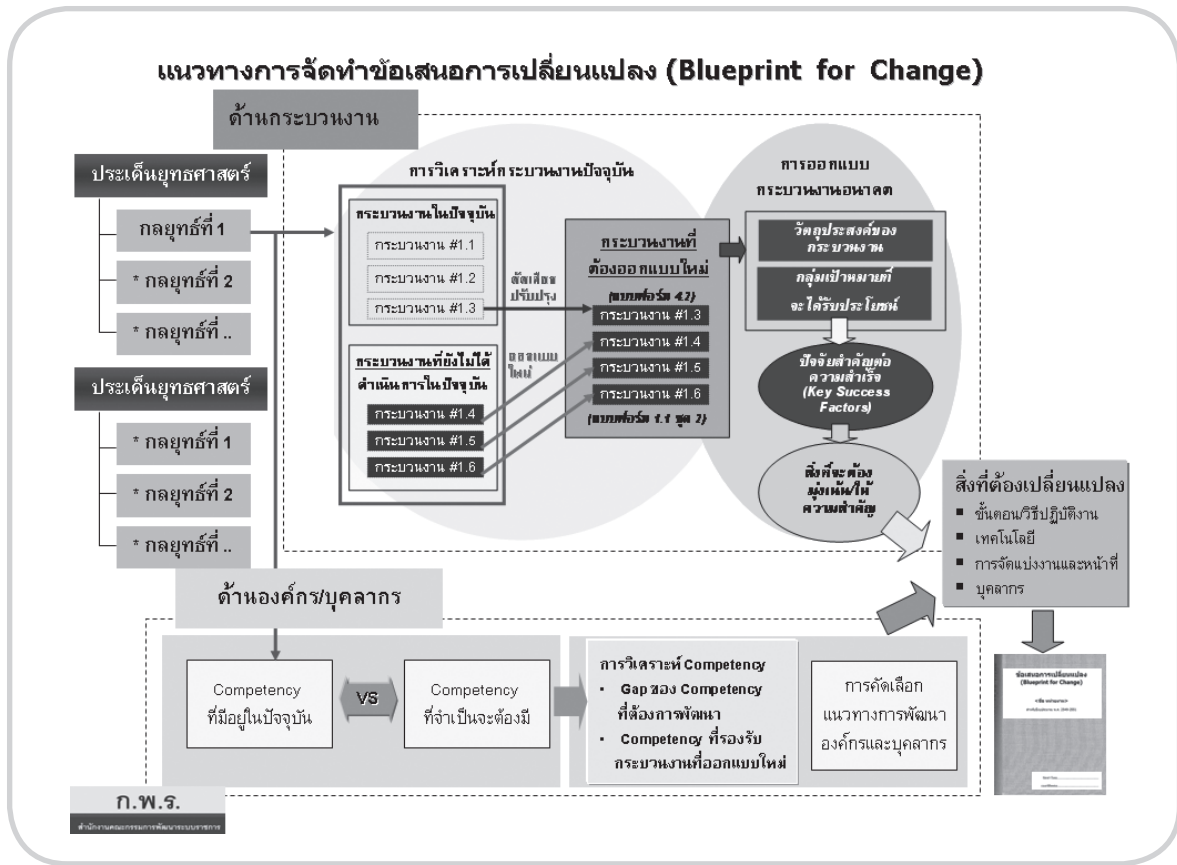 แนวทางการจัดทำข้อเสนอการเปลี่ยนแปลง (Blueprint for Change)
ด้านกระบวนงาน
ประเด็นยุทธศาสตร์
กลยุทธ์ที่ 1
* กลยุทธ์ที่ 2
* กลยุทธ์ที่ ..
ประเด็นยุทธศาสตร์
* กลยุทธ์ที่ 1
* กลยุทธ์ที่ 2
* กลยุทธ์ที่ ..
การวิเคราะห์กระบวนงานปัจจุบัน
กระบวนงานในปัจจุบัน
กระบวนงาน #1.1
กระบวนงาน #1.2
กระบวนงาน #1.3
กระบวนงานที่ยังไม่ได้
ดำเนินการในปัจจุบัน
กระบวนงาน #1.4
กระบวนงาน #1.5
กระบวนงาน #1.6
คัดเลือก
ปรับปรุง
ออกแบบ
ใหม่
กระบวนงานที่
ต้องออกแบบใหม่
(แบบฟอร์ม 4.2)
กระบวนงาน #1.3
กระบวนงาน #1.4
กระบวนงาน #1.5
กระบวนงาน #1.6
(แบบฟอร์ม 1.1 ชุด 2)
การออกแบบ
กระบวนงานอนาคต
วัตถุประสงค์ของ
กระบวนงาน
กลุ่มเป้าหมายที่
จะได้รับประโยชน์
ปัจจัยสำคัญต่อ
ความสำเร็จ
(Key Success
Factors)
สิ่งที่จะต้อง
มุ่งเน้น/ให้
ความสำคัญ
สิ่งที่ต้องเปลี่ยนแปลง
▪ ขั้นตอน/วิธีปฏิบัติงาน
▪ เทคโนโลยี
▪ การจัดแบ่งงานและหน้าที่
▪ บุคลากร
ด้านองค์กร/บุคลากร
Competency
ที่มีอยู่ในปัจจุบัน
VS
Competency
ที่จำเป็นจะต้องมี
การวิเคราะห์ Competency
• Gap ของ Competency
ที่ต้องการพัฒนา
• Competency ที่รองรับ
กระบวนงานที่ออกแบบใหม่
การคัดเลือก
แนวทางการพัฒนา
องค์กรและบุคลากร
ข้อเสนอการเปลี่ยนแปลง
(Blueprint for Change)
ก.พ.ร.
สำนักงานคณะกรรมการพัฒนาระบบราชการ